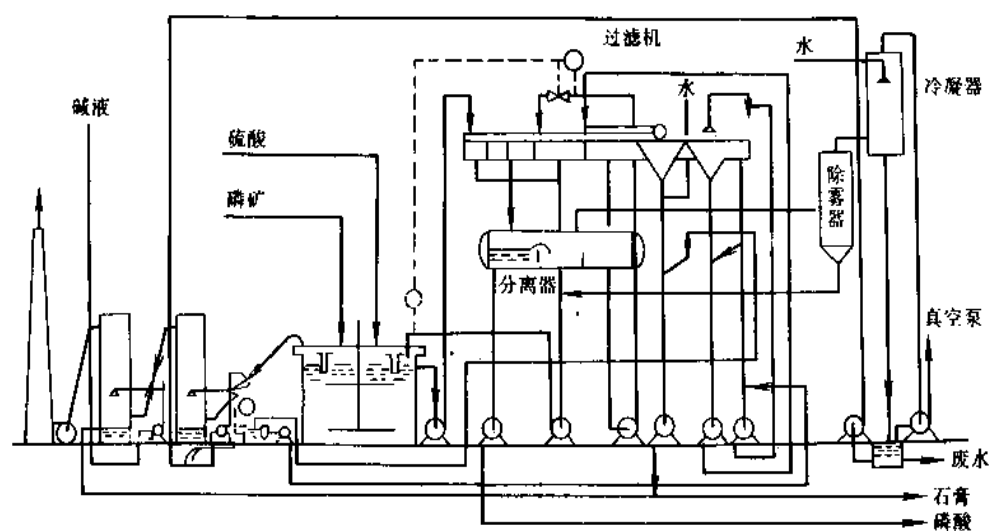 过滤机
水
水
冷凝器
碱液
硫酸
磷矿
除雾器
分离器
真空泵
废水
石膏
磷酸